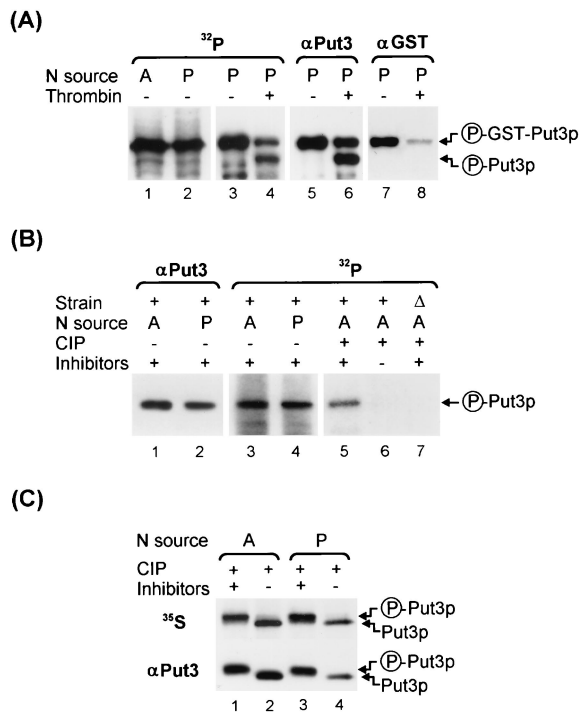 (A)
32P αPut3 αGST
N source A P P P P P P P
Thrombin - - - + - + - +
P-GST-Put3p
P-Put3p
1 2 3 4 5 6 7 8
(B)
αPut3 32P
Strain + + + + + + Δ
N source A P A P A A A
CIP - - - - + + +
Inhibitors + + + + + - +
P-Put3p
1 2 3 4 5 6 7
(C)
N source A P
CIP + + + +
Inhibitors + - + -
35S P-Put3p
Put3p
αPut3 P-Put3p
Put3p
1 2 3 4